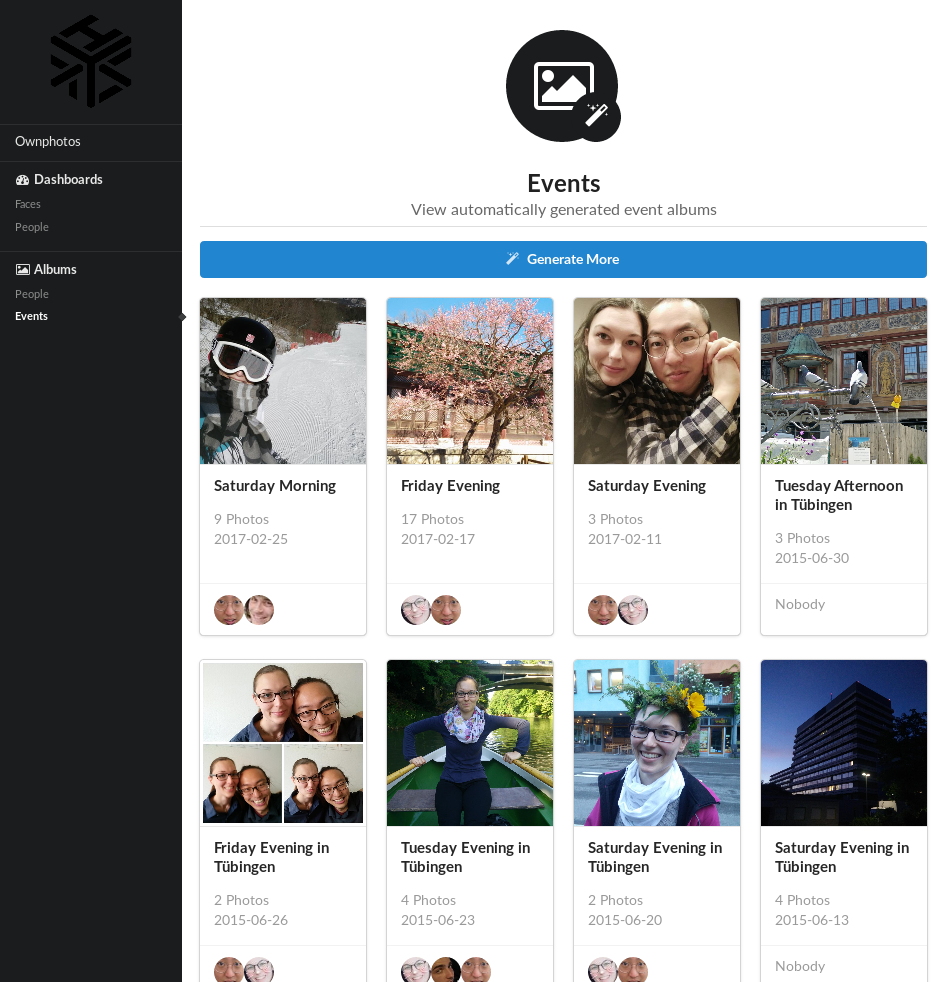 Ownphotos
Dashboards
Faces
People
Albums
People
Events
Events
View automatically generated event albums
Generate More
Saturday Morning
9 Photos
2017-02-25
Friday Evening
17 Photos
2017-02-17
Saturday Evening
3 Photos
2017-02-11
Tuesday Afternoon
in Tübingen
3 Photos
2015-06-30
Nobody
Friday Evening in
Tübingen
2 Photos
2015-06-26
Tuesday Evening in
Tübingen
4 Photos
2015-06-23
Saturday Evening in
Tübingen
2 Photos
2015-06-20
Saturday Evening in
Tübingen
4 Photos
2015-06-13
Nobody